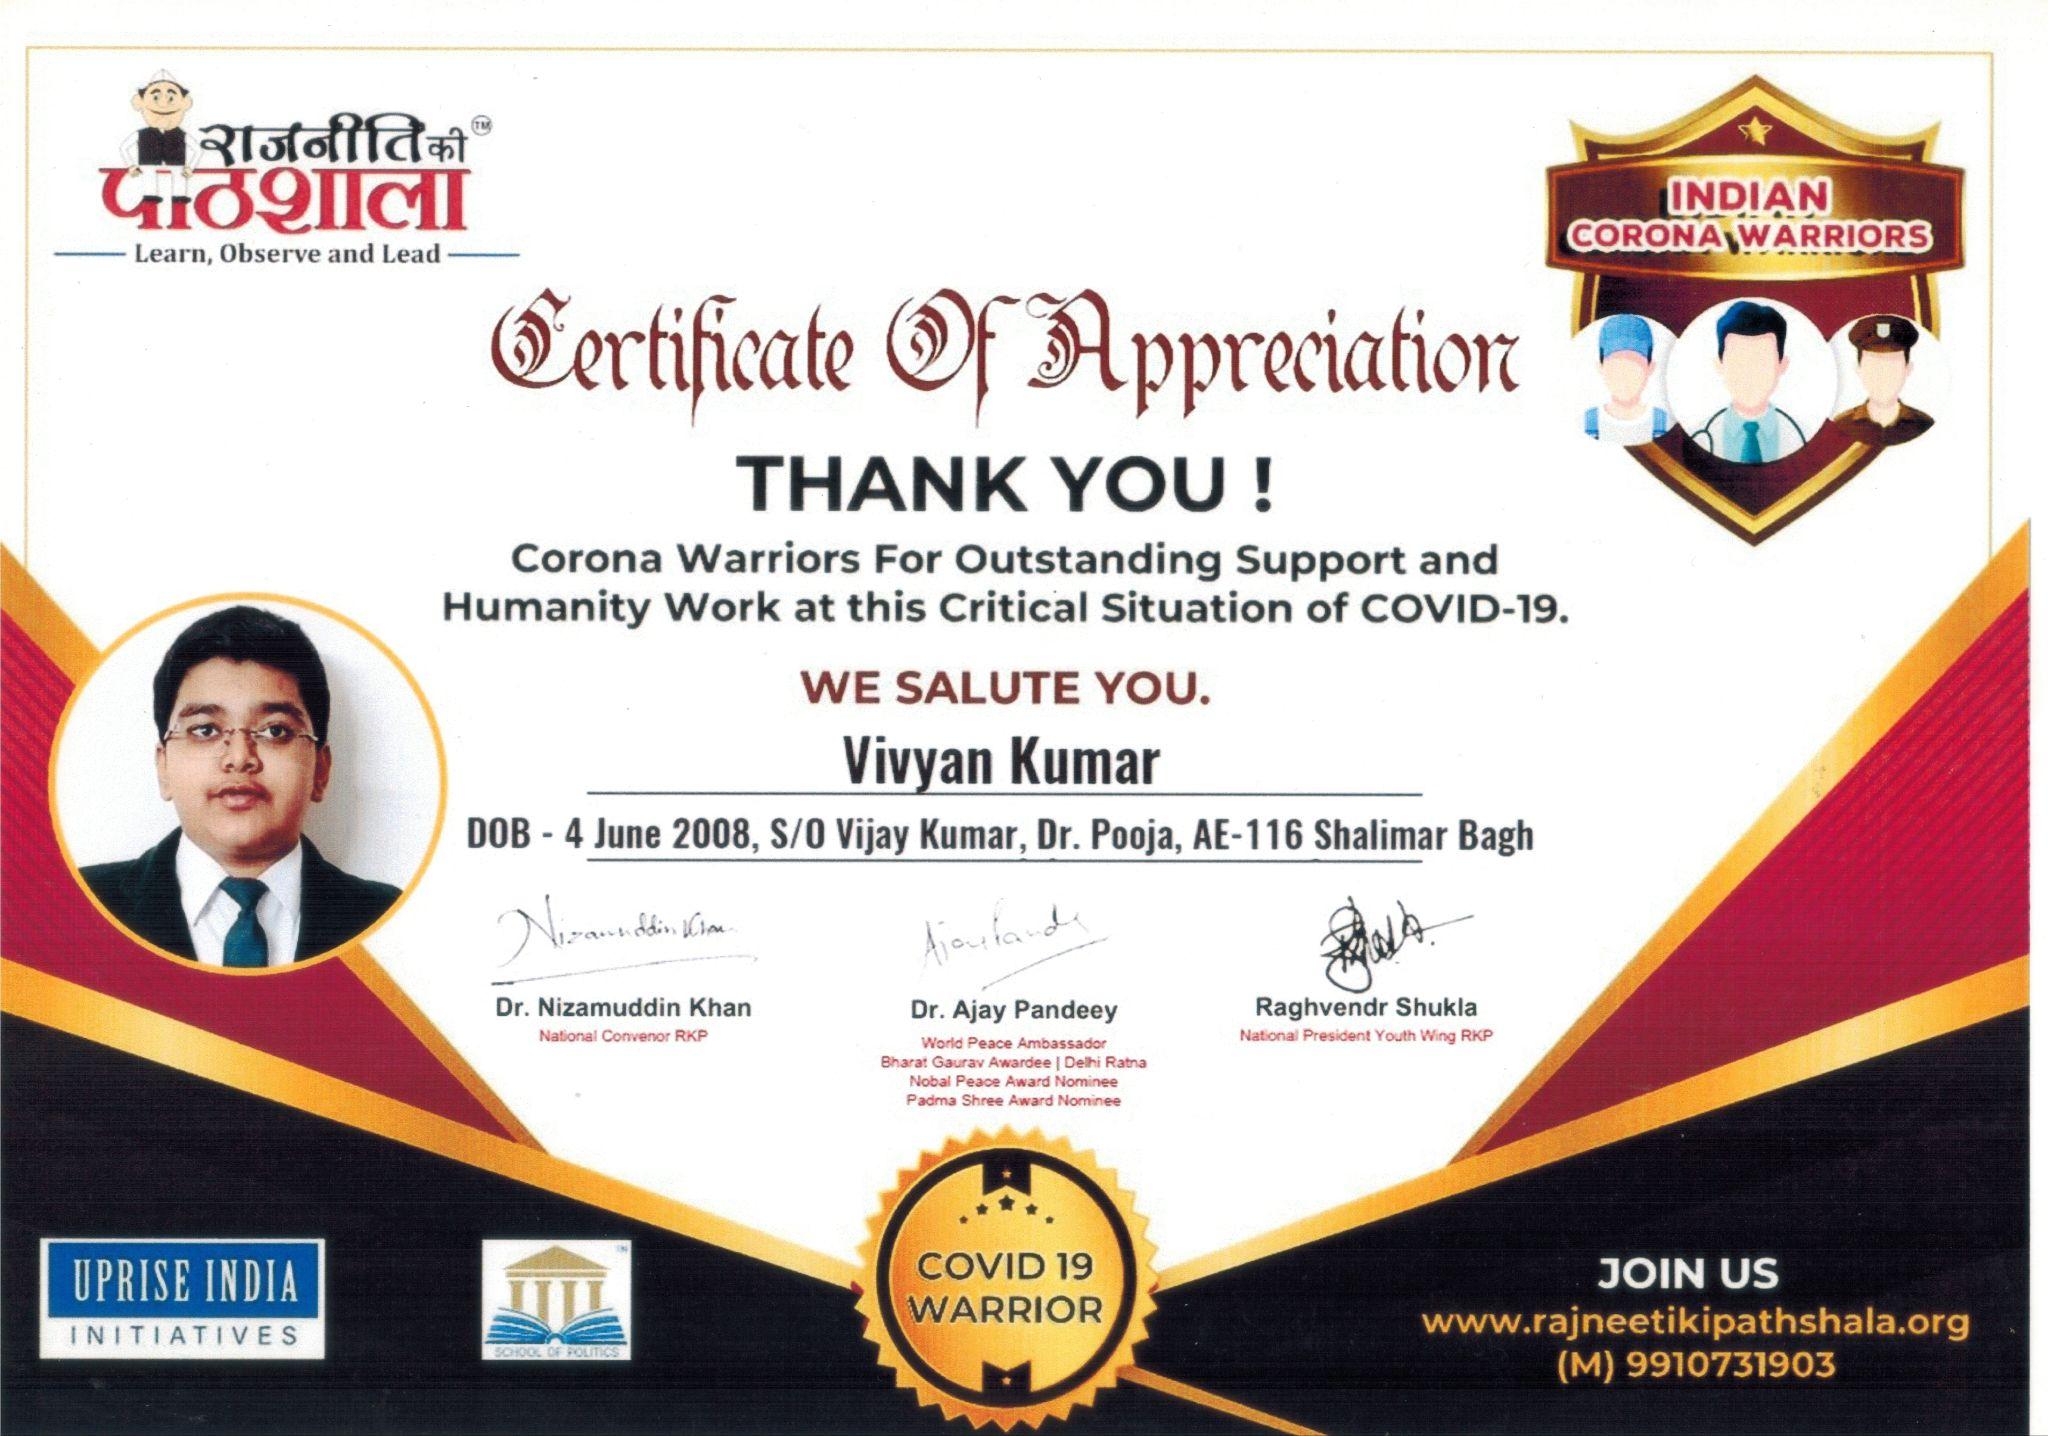 राजनीति की TM
पाठशाला
Learn, Observe and Lead
INDIAN
CORONA WARRIORS
Certificate Of Appreciation
THANK YOU !
Corona Warriors For Outstanding Support and
Humanity Work at this Critical Situation of COVID-19.
WE SALUTE YOU.
Vivyan Kumar
DOB - 4 June 2008, S/O Vijay Kumar, Dr. Pooja, AE-116 Shalimar Bagh
Nizamuddin Khan
Dr. Nizamuddin Khan
National Convenor RKP
Dr. Ajay Pandeey
World Peace Ambassador
Bharat Gaurav Awardee | Delhi Ratna
Nobal Peace Award Nominee
Padma Shree Award Nominee
Raghvendr Shukla
National President Youth Wing RKP
UPRISE INDIA
INITIATIVES
SCHOOL OF POLITICS
COVID 19
WARRIOR
JOIN US
www.rajneetikipathshala.org
(M) 9910731903